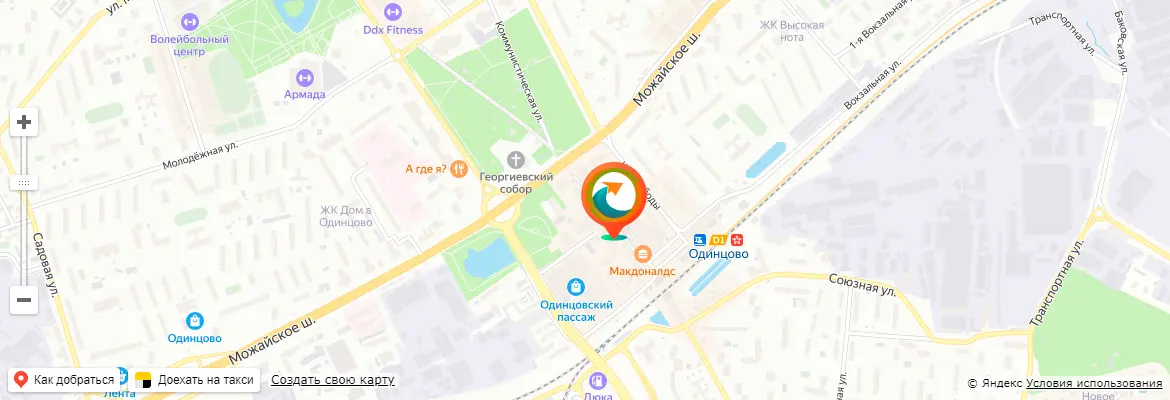 Волейбольный
центр
Ddx Fitness
Коммунистическая ул.
Армада
Молодёжная ул.
А где я?
Георгиевский
собор
ЖК Дом в
Одинцово
Можайское ш.
ЖК Высокая
нота
1-я Вокзальная ул.
Вокзальная ул.
Транспортная ул.
Баковская ул.
D1
Одинцово
Макдоналдс
Одинцовский
пассаж
Союзная ул.
Транспортная ул.
Садовая ул.
Одинцово
Можайское ш.
Как добраться
Доехать на такси
Создать свою карту
Лента
Люка
© Яндекс Условия использования
Новое